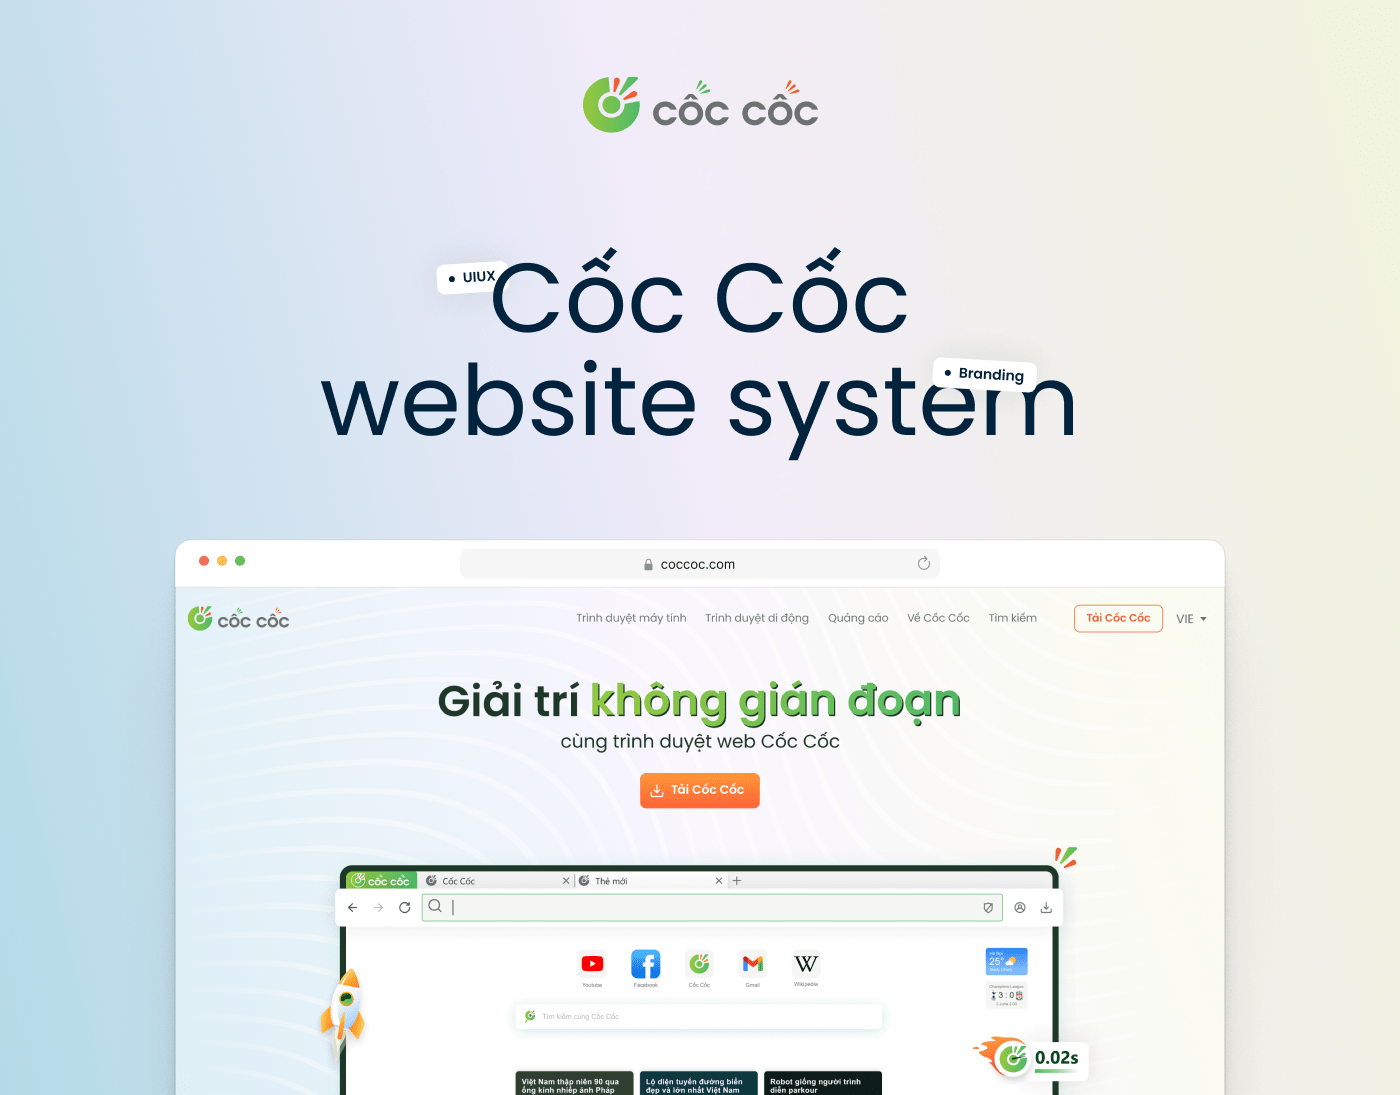 cốc cốc
UIUX
Cốc Cốc
Branding
website system
coccoc.com
cốc cốc
Trình duyệt máy tính
Trình duyệt di động
Quảng cáo
Về Cốc Cốc
Tìm kiếm
Tải Cốc Cốc
VIE
Giải trí không gián đoạn
cùng trình duyệt web Cốc Cốc
Tải Cốc Cốc
cốc cốc
Cốc Cốc
Thẻ mới
Youtube
Facebook
Cốc Cốc
Gmail
W
Wikipedia
Hà Nội
25°
Champions League
3 : 0
Tìm kiếm cùng Cốc Cốc
0.02s
Việt Nam thập niên 90 qua
ống kính nhiếp ảnh Pháp
Lộ diện tuyến đường biển
đẹp và lớn nhất Việt Nam
Robot giống người trình
diễn parkour